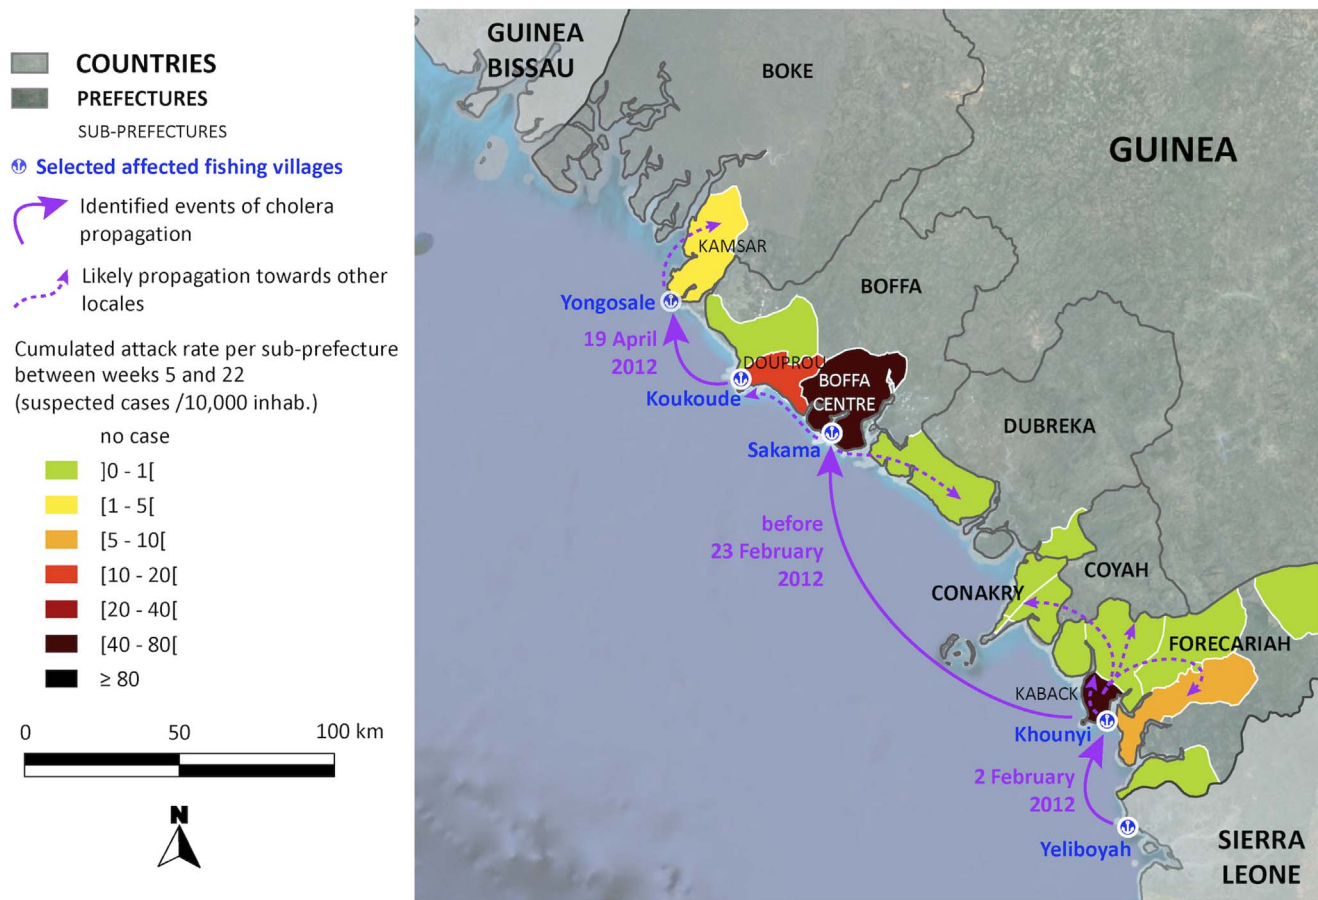 COUNTRIES
PREFECTURES
SUB-PREFECTURES
Selected affected fishing villages
Identified events of cholera
propagation
Likely propagation towards other
locales
Cumulated attack rate per sub-prefecture
between weeks 5 and 22
(suspected cases /10,000 inhab.)
no case
]0 - 1[
[1 - 5[
[5 - 10[
[10 - 20[
[20 - 40[
[40 - 80[
≥ 80
0 50 100 km
N
GUINEA
BISSAU
BOKE
GUINEA
KAMSAR
BOFFA
Yongosale
19 April
2012
DOUPROU
BOFFA
CENTRE
Koukoude
DUBREKA
Sakama
before
23 February
2012
COYAH
CONAKRY
FORECARIAH
KABACK
Khounyi
2 February
2012
Yeliboyah
SIERRA
LEONE